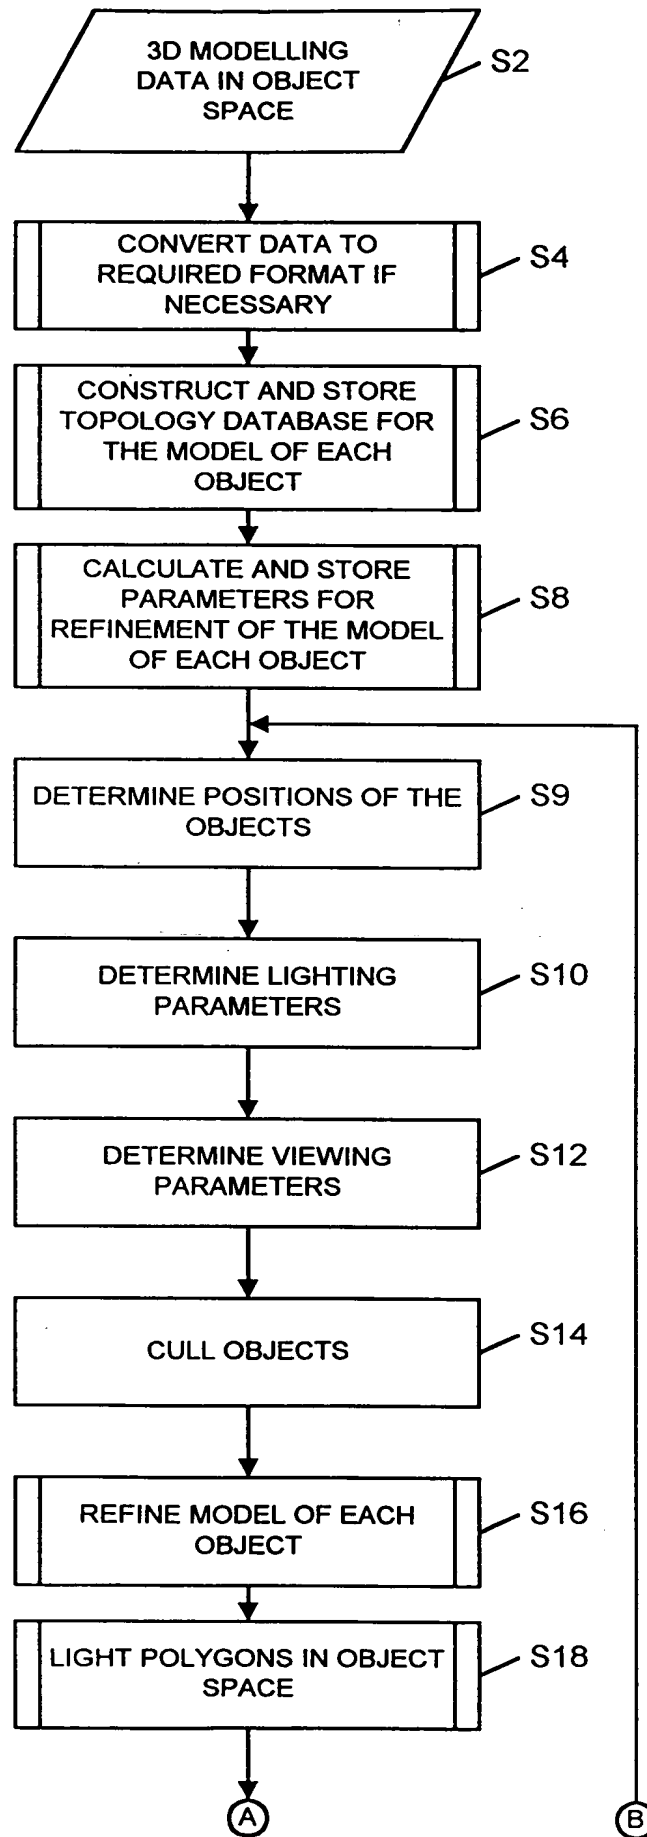 3D MODELLING
DATA IN OBJECT
SPACE
S2
CONVERT DATA TO
REQUIRED FORMAT IF
NECESSARY
S4
CONSTRUCT AND STORE
TOPOLOGY DATABASE FOR
THE MODEL OF EACH
OBJECT
S6
CALCULATE AND STORE
PARAMETERS FOR
REFINEMENT OF THE MODEL
OF EACH OBJECT
S8
DETERMINE POSITIONS OF THE
OBJECTS
S9
DETERMINE LIGHTING
PARAMETERS
S10
DETERMINE VIEWING
PARAMETERS
S12
CULL OBJECTS
S14
REFINE MODEL OF EACH
OBJECT
S16
LIGHT POLYGONS IN OBJECT
SPACE
S18
A
B